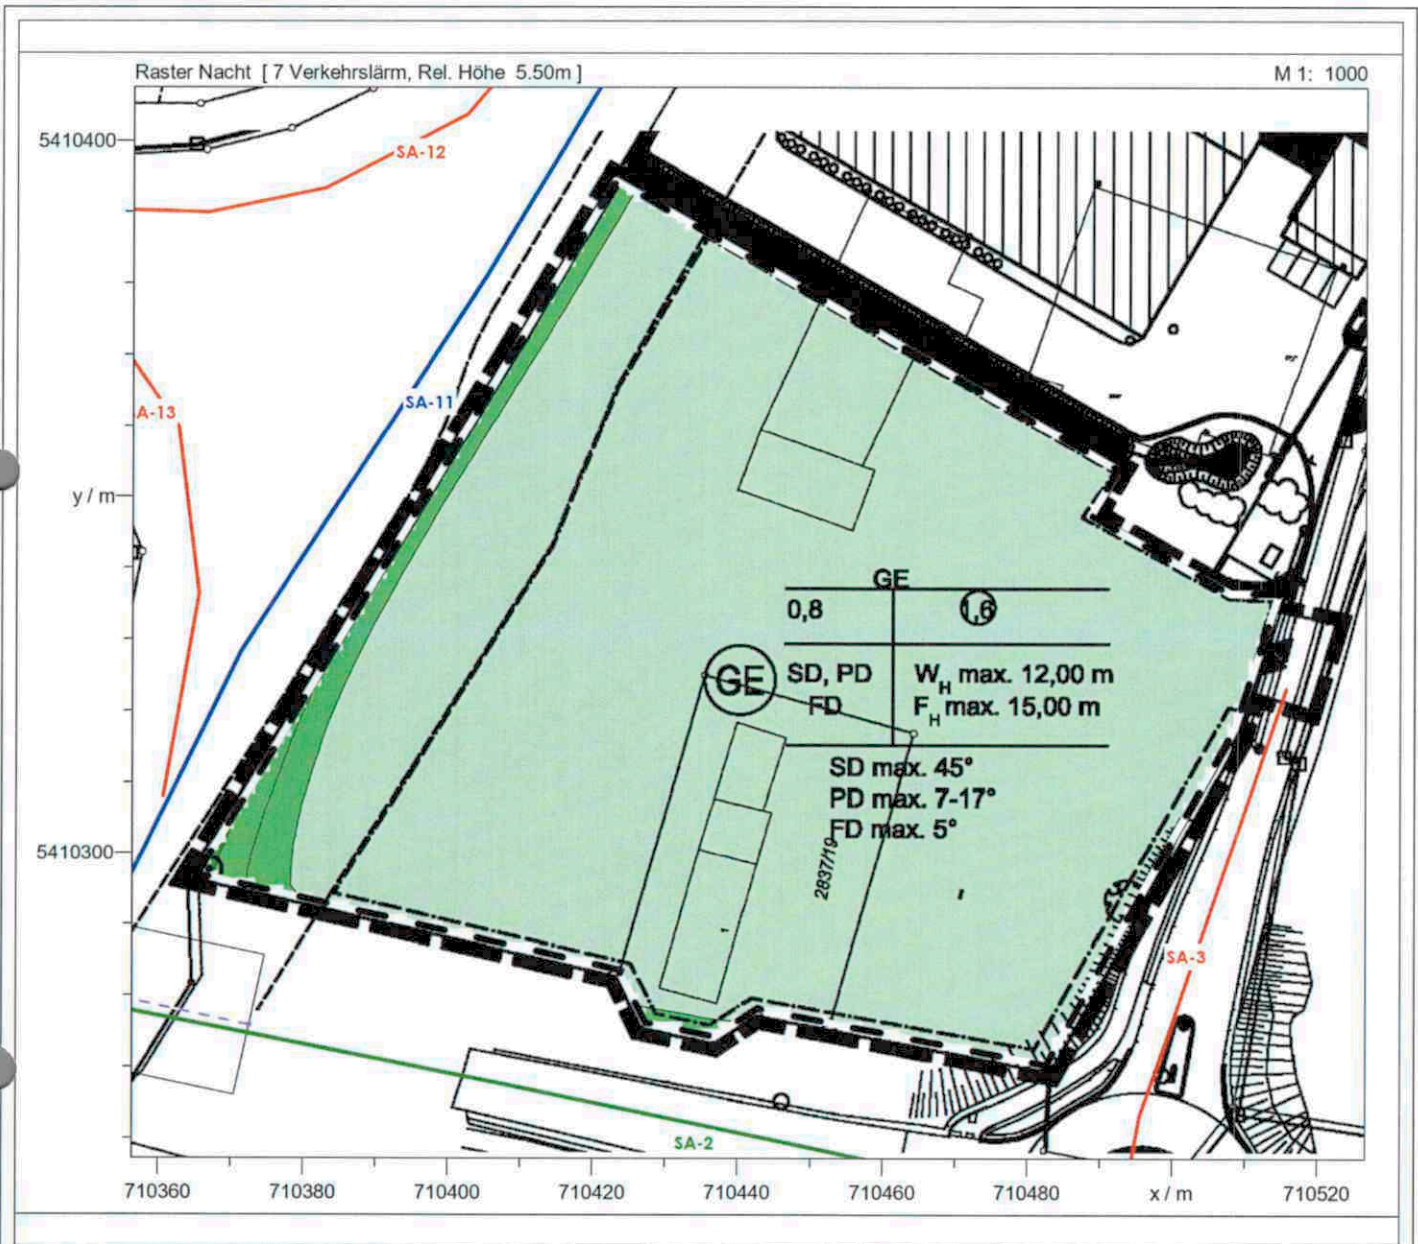 Raster Nacht [ 7 Verkehrslärm, Rel. Höhe 5.50m ]
M 1: 1000
5410400
SA-12
A-13
SA-11
y / m
GE
0,8
1,6
GE
SD, PD
FD
W H max. 12,00 m
F H max. 15,00 m
SD max. 45°
PD max. 7-17°
FD max. 5°
5410300
2837/19
1
SA-3
SA-2
710360
710380
710400
710420
710440
710460
710480
x / m
710520